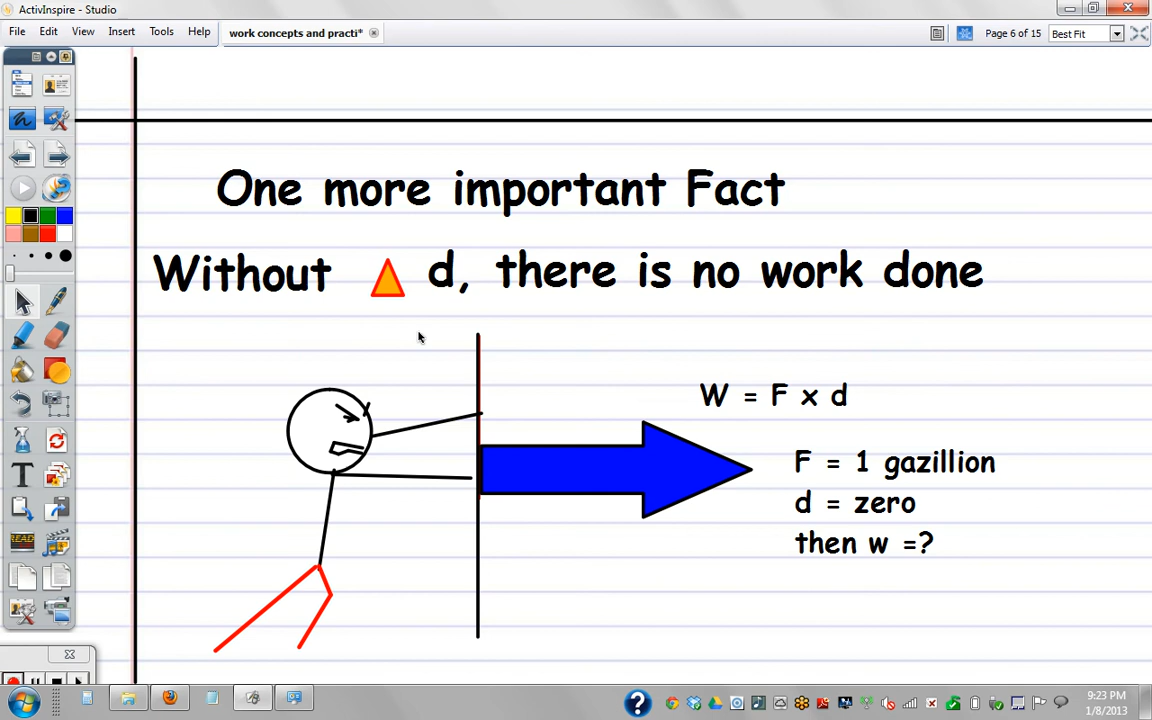 ActivInspire - Studio
File Edit View Insert Tools Help
work concepts and practi*
Page 6 of 15
Best Fit
One more important Fact
Without d, there is no work done
W = F x d
F = 1 gazillion
d = zero
then w =?
T
READ
?
9:23 PM
1/8/2013